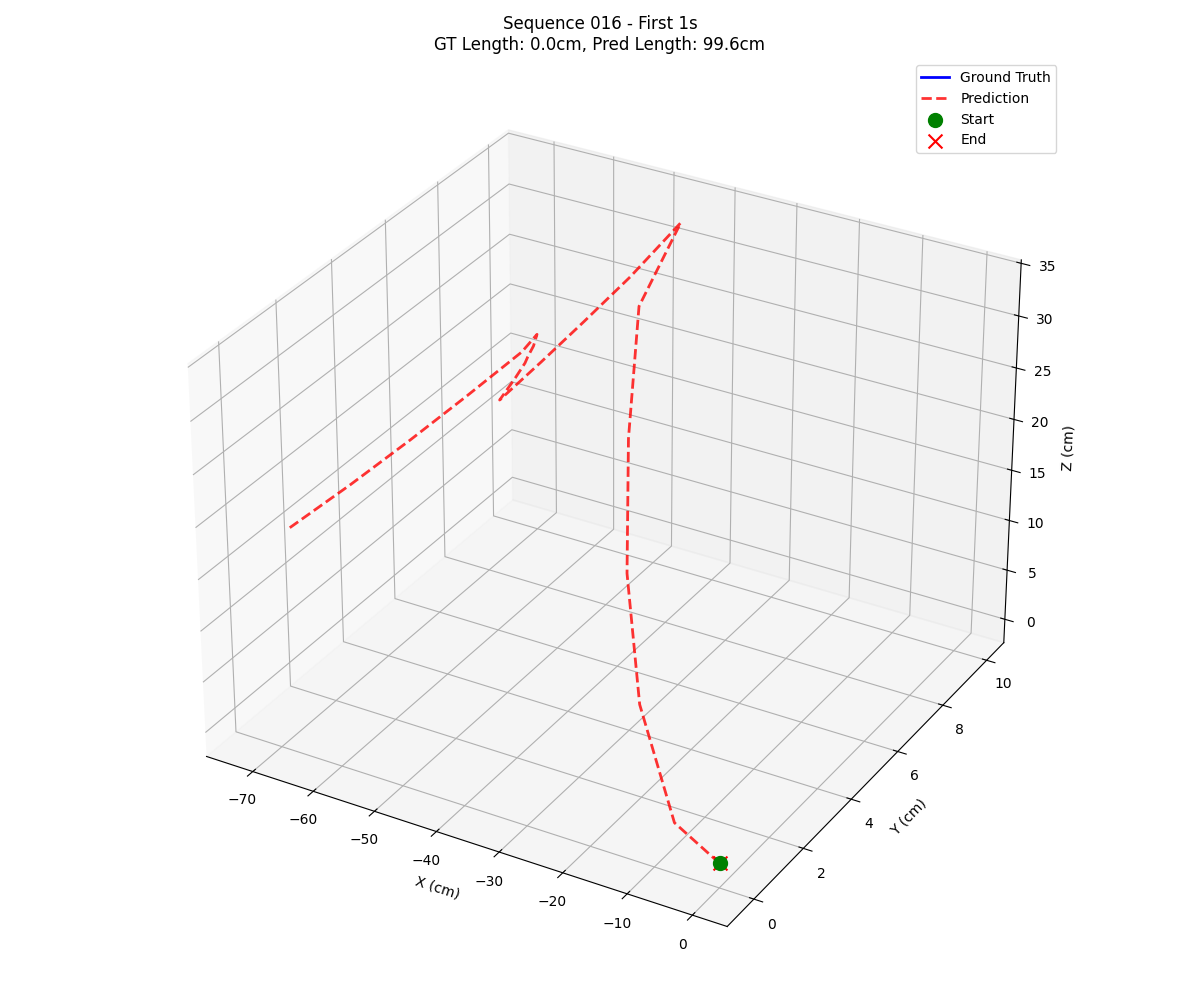 Sequence 016 - First 1s
GT Length: 0.0cm, Pred Length: 99.6cm
Ground Truth
Prediction
Start
End
35
30
25
20
15
10
5
0
Z (cm)
10
8
6
4
2
0
Y (cm)
−70
−60
−50
−40
−30
−20
−10
0
X (cm)